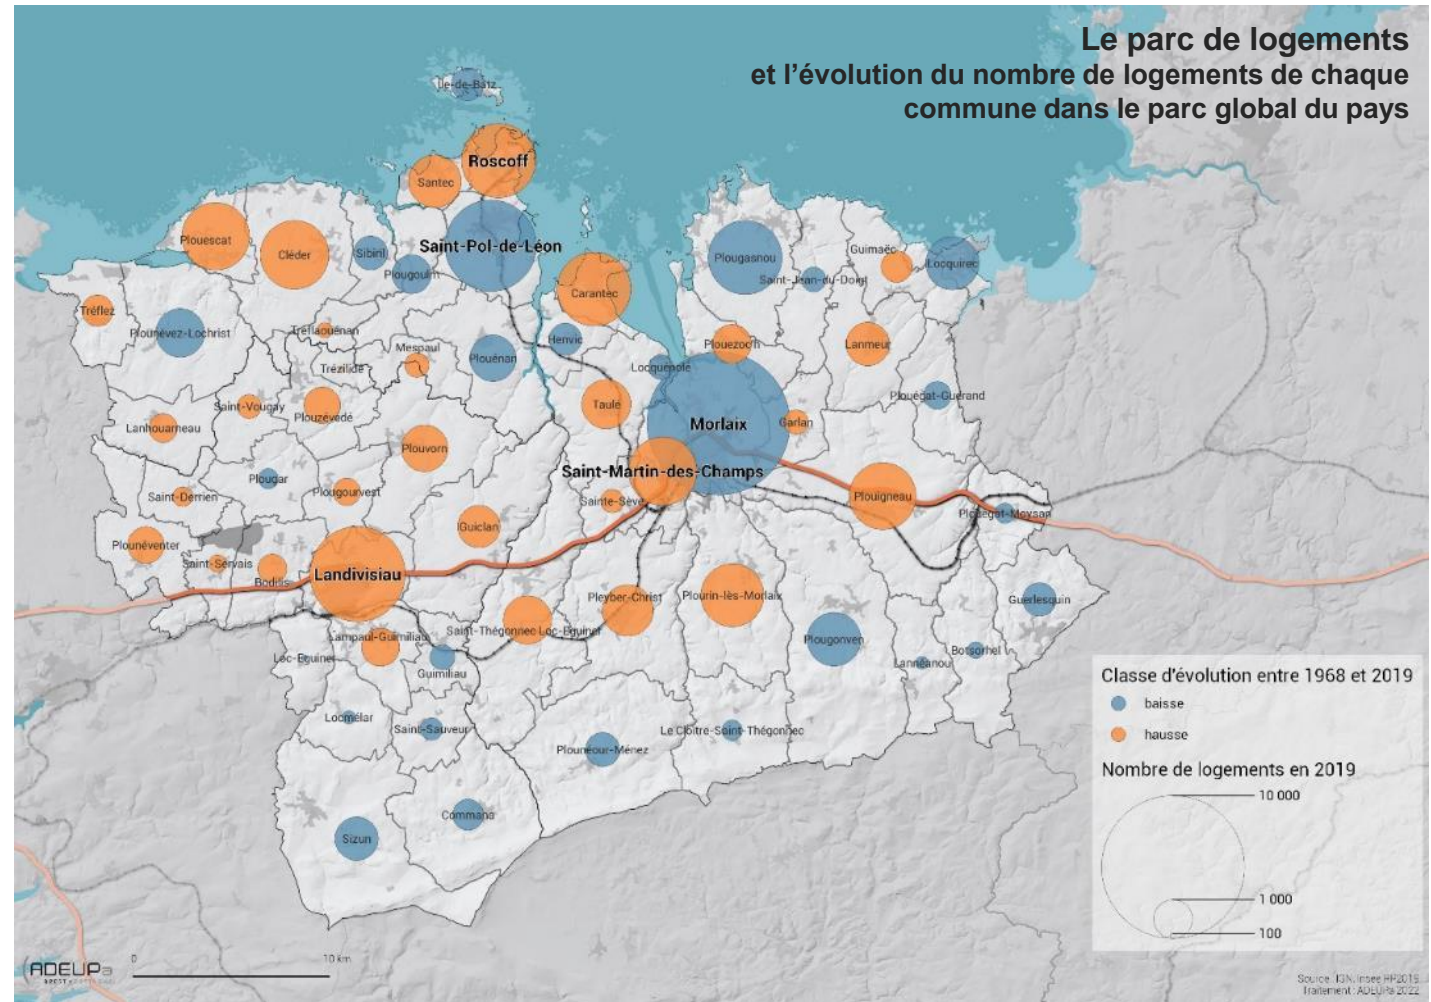 Le parc de logements
et l'évolution du nombre de logements de chaque
commune dans le parc global du pays
Île-de-Batz
Roscoff
Santec
Plouescat
Cléder
Sibiril
Saint-Pol-de-Léon
Plougoulm
Plougasnou
Guimaëc
Locquirec
Saint-Jean-du-Doigt
Carantec
Tréflez
Plounévez-Lochrist
Tréflaouénan
Mespaul
Plouénan
Henvic
Plouezoc'h
Lanmeur
Trézilidé
Locquénolé
Plouégat-Guérand
Saint-Vougay
Plouzévédé
Taulé
Lanhouarneau
Morlaix
Garlan
Plouvorn
Saint-Martin-des-Champs
Plougar
Saint-Derrien
Plougourvest
Sainte-Sève
Plouigneau
Plouégat-Moysan
Guiclan
Plounéventer
Saint-Servais
Bodilis
Landivisiau
Pleyber-Christ
Plourin-lès-Morlaix
Guerlesquin
Lampaul-Guimiliau
Saint-Thégonnec Loc-Eguiner
Plougonven
Loc-Eguiner
Guimiliau
Lannéanou
Botsorhel
Locmélar
Saint-Sauveur
Le Cloître-Saint-Thégonnec
Plounéour-Ménez
Commana
Sizun
Classe d'évolution entre 1968 et 2019
baisse
hausse
Nombre de logements en 2019
10 000
1 000
100
0 10 km
ADEUPa
Source : IGN, Insee RP2019
Traitement : ADEUPa 2022